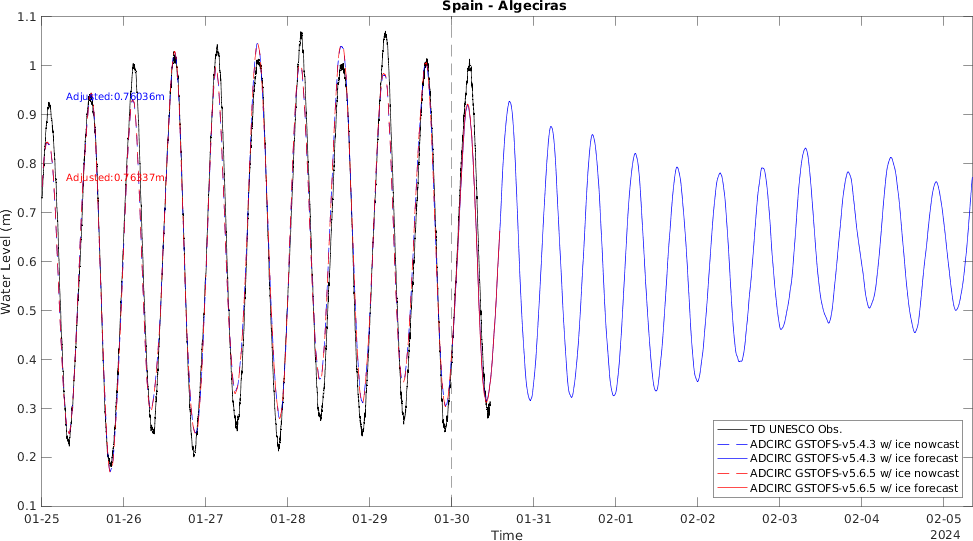 Spain - Algeciras
1.1
1
0.9
0.8
0.7
0.6
0.5
0.4
0.3
0.2
0.1
Water Level (m)
Adjusted:0.76036m
Adjusted:0.76337m
TD UNESCO Obs.
ADCIRC GSTOFS-v5.4.3 w/ ice nowcast
ADCIRC GSTOFS-v5.4.3 w/ ice forecast
ADCIRC GSTOFS-v5.6.5 w/ ice nowcast
ADCIRC GSTOFS-v5.6.5 w/ ice forecast
01-25 01-26 01-27 01-28 01-29 01-30 01-31 02-01 02-02 02-03 02-04 02-05
Time
2024